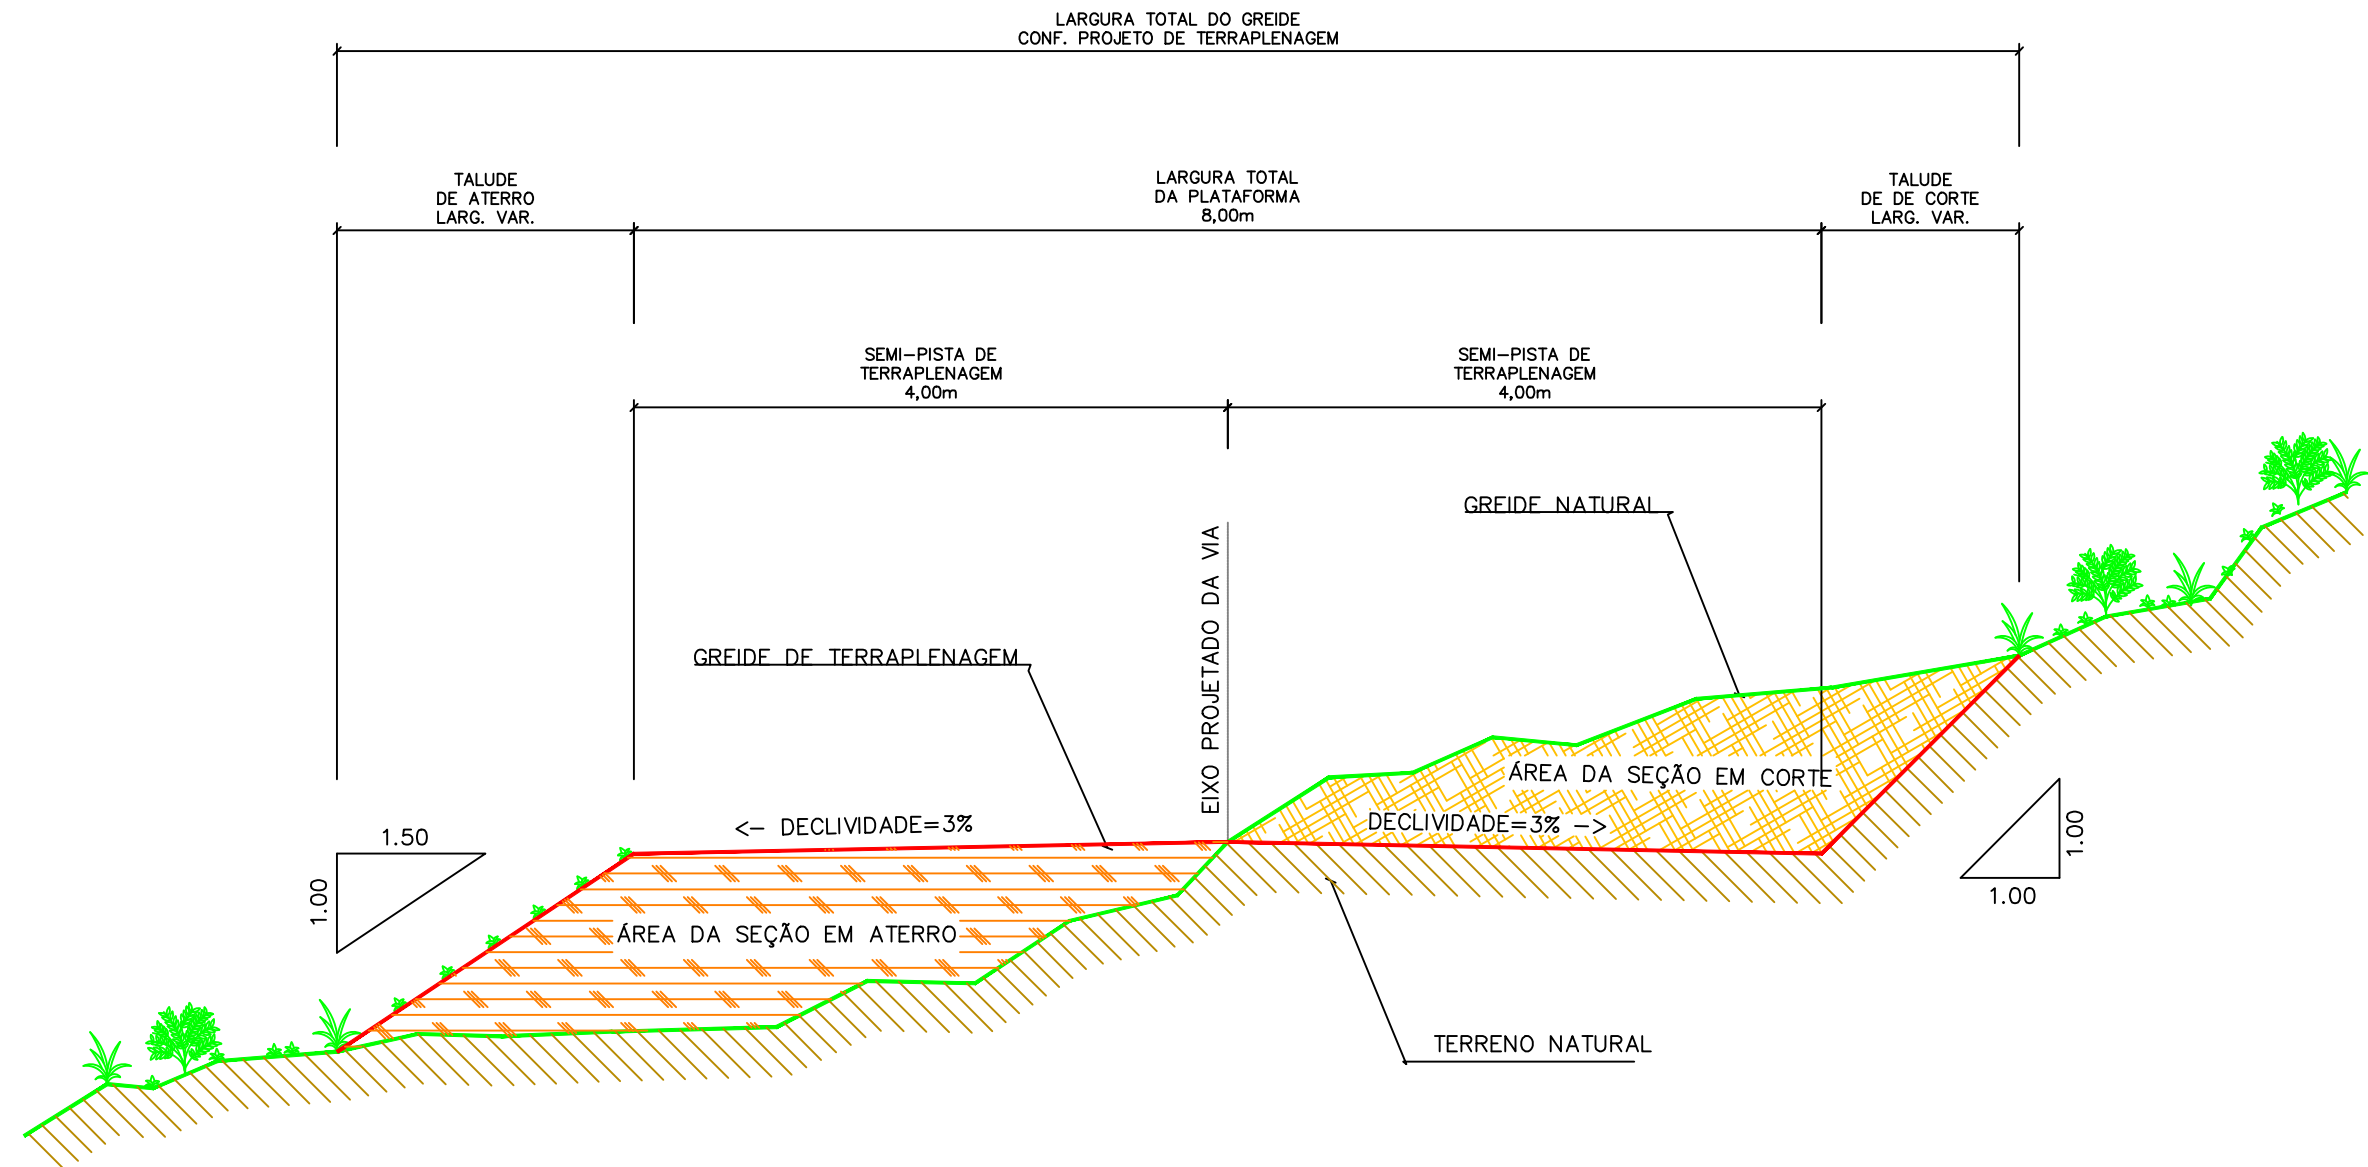 LARGURA TOTAL DO GREIDE
CONF. PROJETO DE TERRAPLENAGEM
TALUDE
DE ATERRO
LARG. VAR.
LARGURA TOTAL
DA PLATAFORMA
8,00m
TALUDE
DE DE CORTE
LARG. VAR.
SEMI-PISTA DE
TERRAPLENAGEM
4,00m
SEMI-PISTA DE
TERRAPLENAGEM
4,00m
GREIDE NATURAL
EIXO PROJETADO DA VIA
GREIDE DE TERRAPLENAGEM
ÁREA DA SEÇÃO EM CORTE
<- DECLIVIDADE=3%
DECLIVIDADE=3% ->
1.50
1.00
1.00
1.00
ÁREA DA SEÇÃO EM ATERRO
TERRENO NATURAL